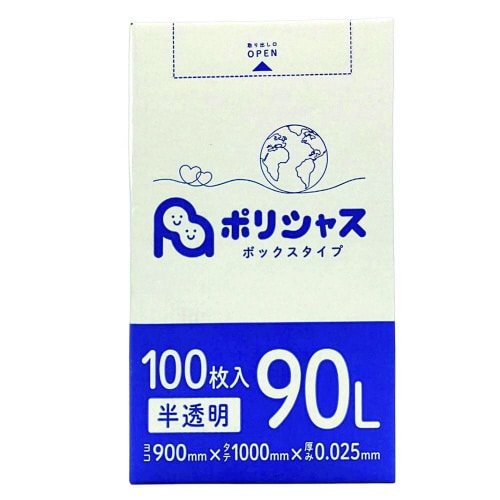 取り出し口
OPEN
ポリシャス
ボックスタイプ
100枚入
半透明
90L
ヨコ900mm×タテ1000mm×厚み0.025mm